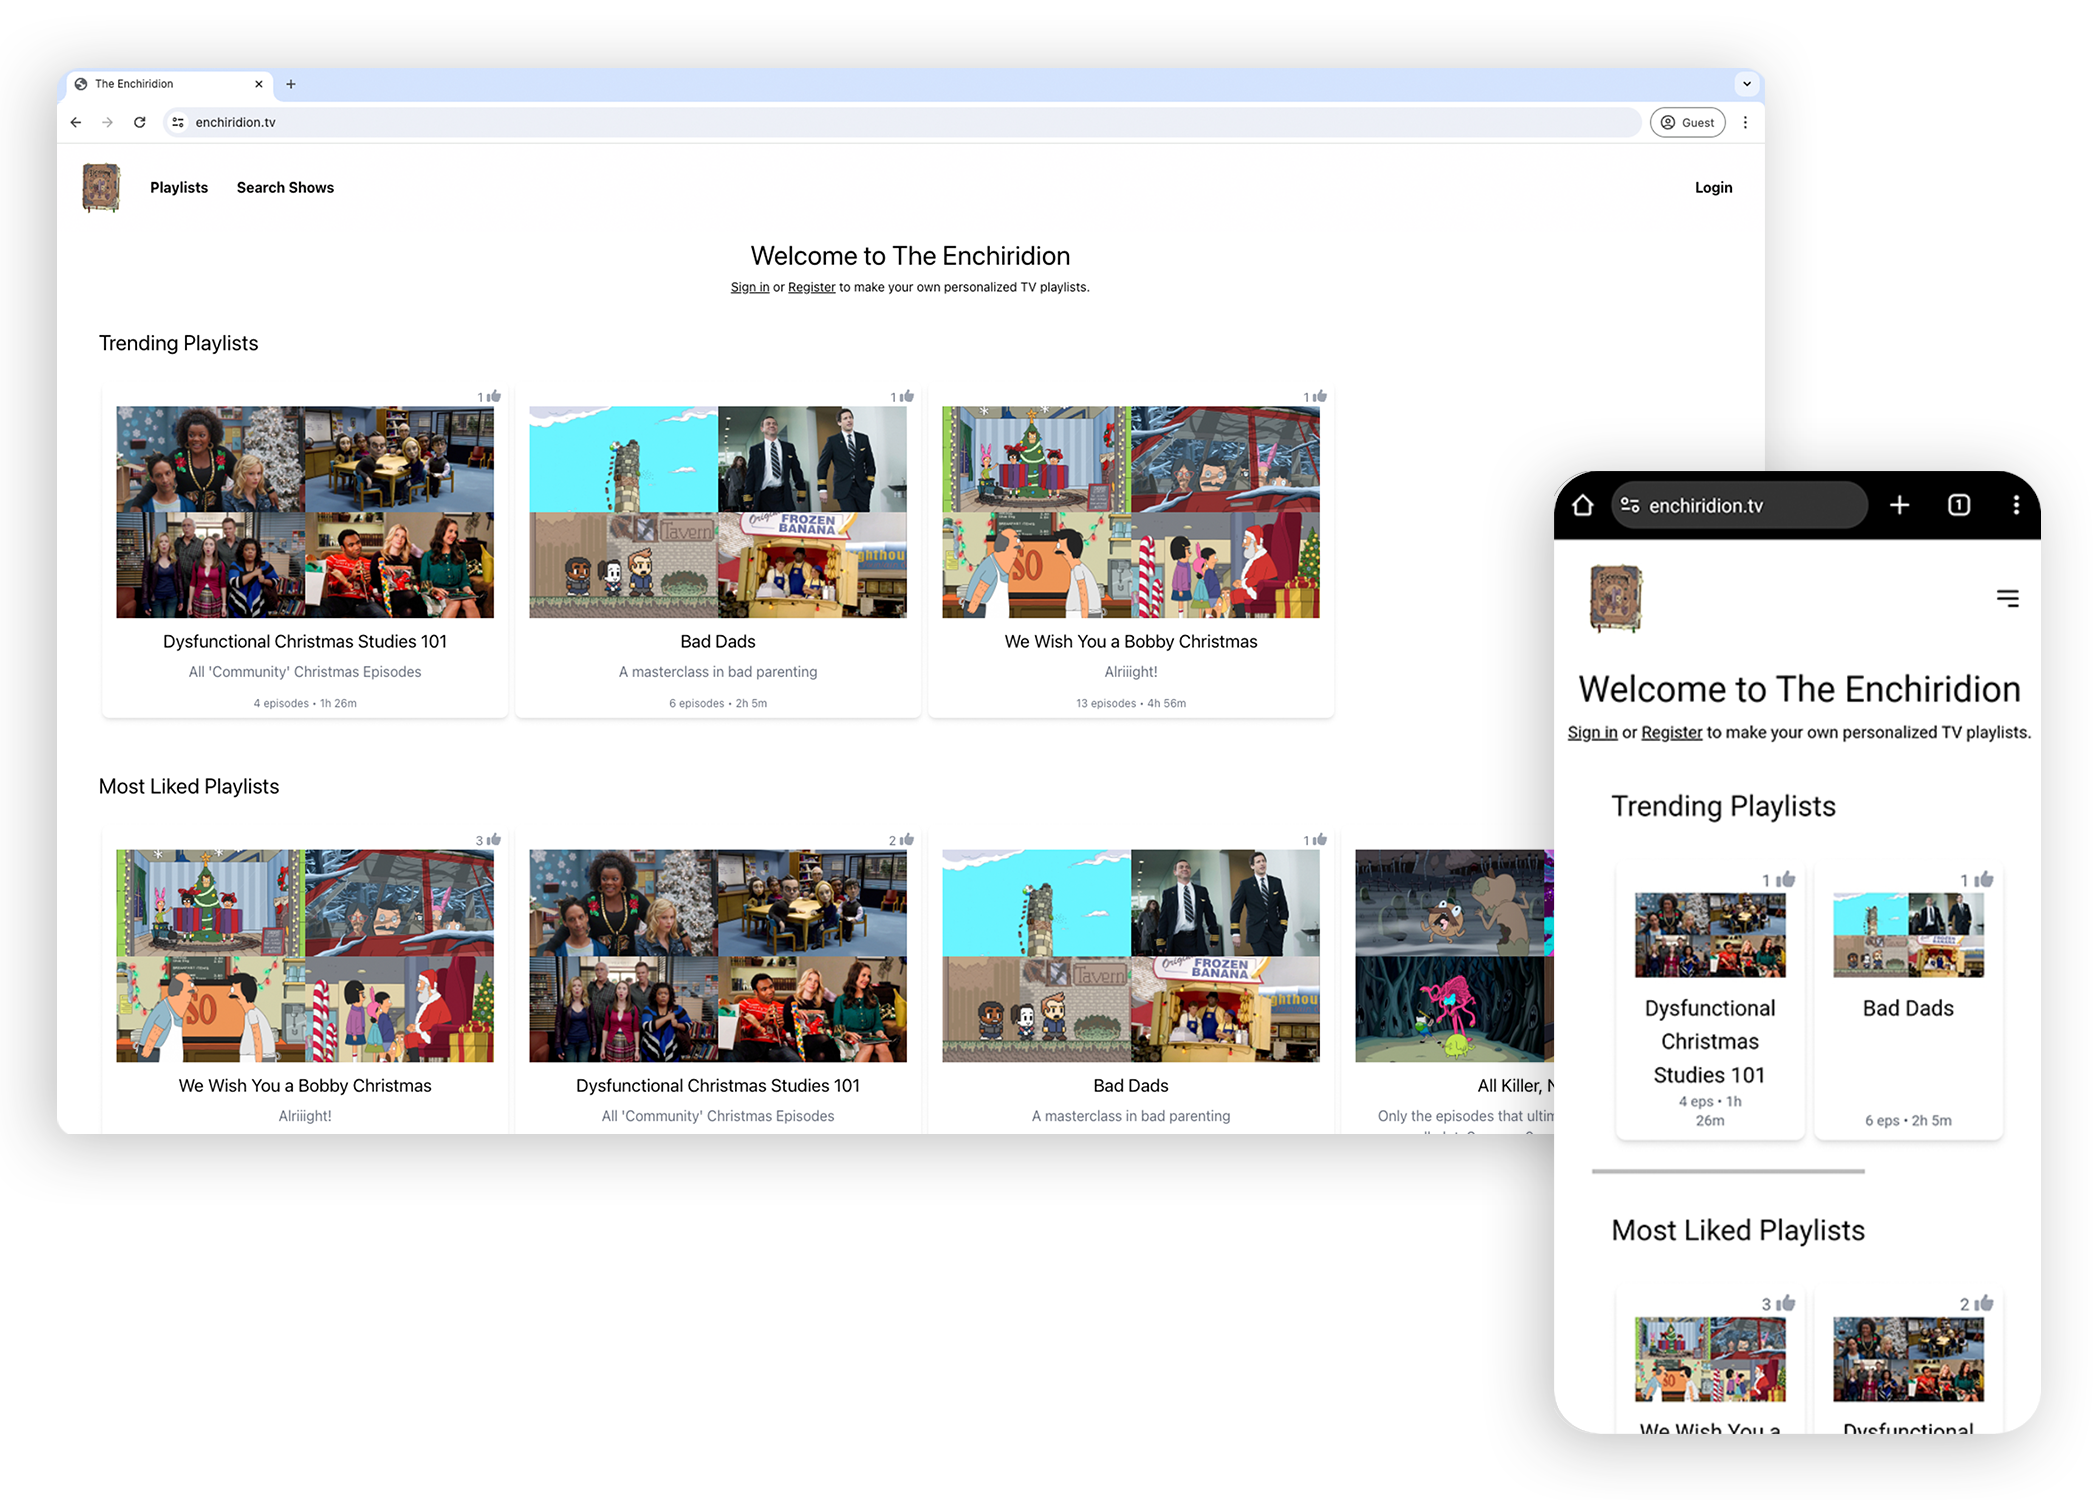 The Enchiridion
enchiridion.tv
Guest
Playlists
Search Shows
Login
Welcome to The Enchiridion
Sign in or Register to make your own personalized TV playlists.
Trending Playlists
1
1
1
FROZEN
BANANA
Tavern
Dysfunctional Christmas Studies 101
All 'Community' Christmas Episodes
4 episodes • 1h 26m
Bad Dads
A masterclass in bad parenting
6 episodes • 2h 5m
We Wish You a Bobby Christmas
Alriiight!
13 episodes • 4h 56m
Most Liked Playlists
3
2
1
FROZEN
BANANA
Tavern
We Wish You a Bobby Christmas
Alriiight!
Dysfunctional Christmas Studies 101
All 'Community' Christmas Episodes
Bad Dads
A masterclass in bad parenting
All Killer,
Only the episodes that
enchiridion.tv
1
Welcome to The Enchiridion
Sign in or Register to make your own personalized TV playlists.
Trending Playlists
1
1
Dysfunctional
Christmas
Studies 101
4 eps • 1h
26m
Bad Dads
6 eps • 2h 5m
Most Liked Playlists
3
2
We Wish You a
Dysfunctional